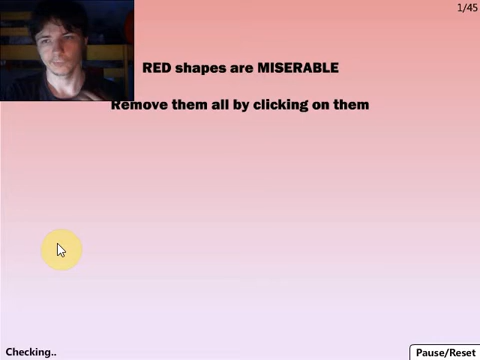 1/45
RED shapes are MISERABLE
Remove them all by clicking on them
Checking..
Pause/Reset